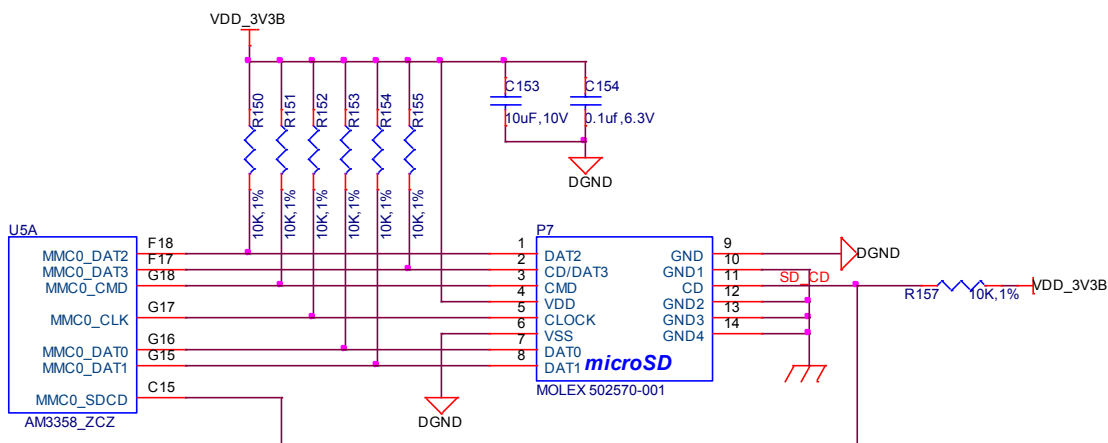 VDD_3V3B
R150
R151
R152
R153
R154
R155
10K,1%
10K,1%
10K,1%
10K,1%
10K,1%
10K,1%
C153
10uF,10V
C154
0.1uf,6.3V
DGND
U5A
MMC0_DAT2
MMC0_DAT3
MMC0_CMD
MMC0_CLK
MMC0_DAT0
MMC0_DAT1
MMC0_SDCD
F18
F17
G18
G17
G16
G15
C15
AM3358_ZCZ
P7
1
2
3
4
5
6
7
8
DAT2
CD/DAT3
CMD
VDD
CLOCK
VSS
DAT0
DAT1
microSD
GND
GND1
CD
GND2
GND3
GND4
9
10
11
12
13
14
MOLEX 502570-001
DGND
DGND
SD_CD
R157
10K,1%
VDD_3V3B